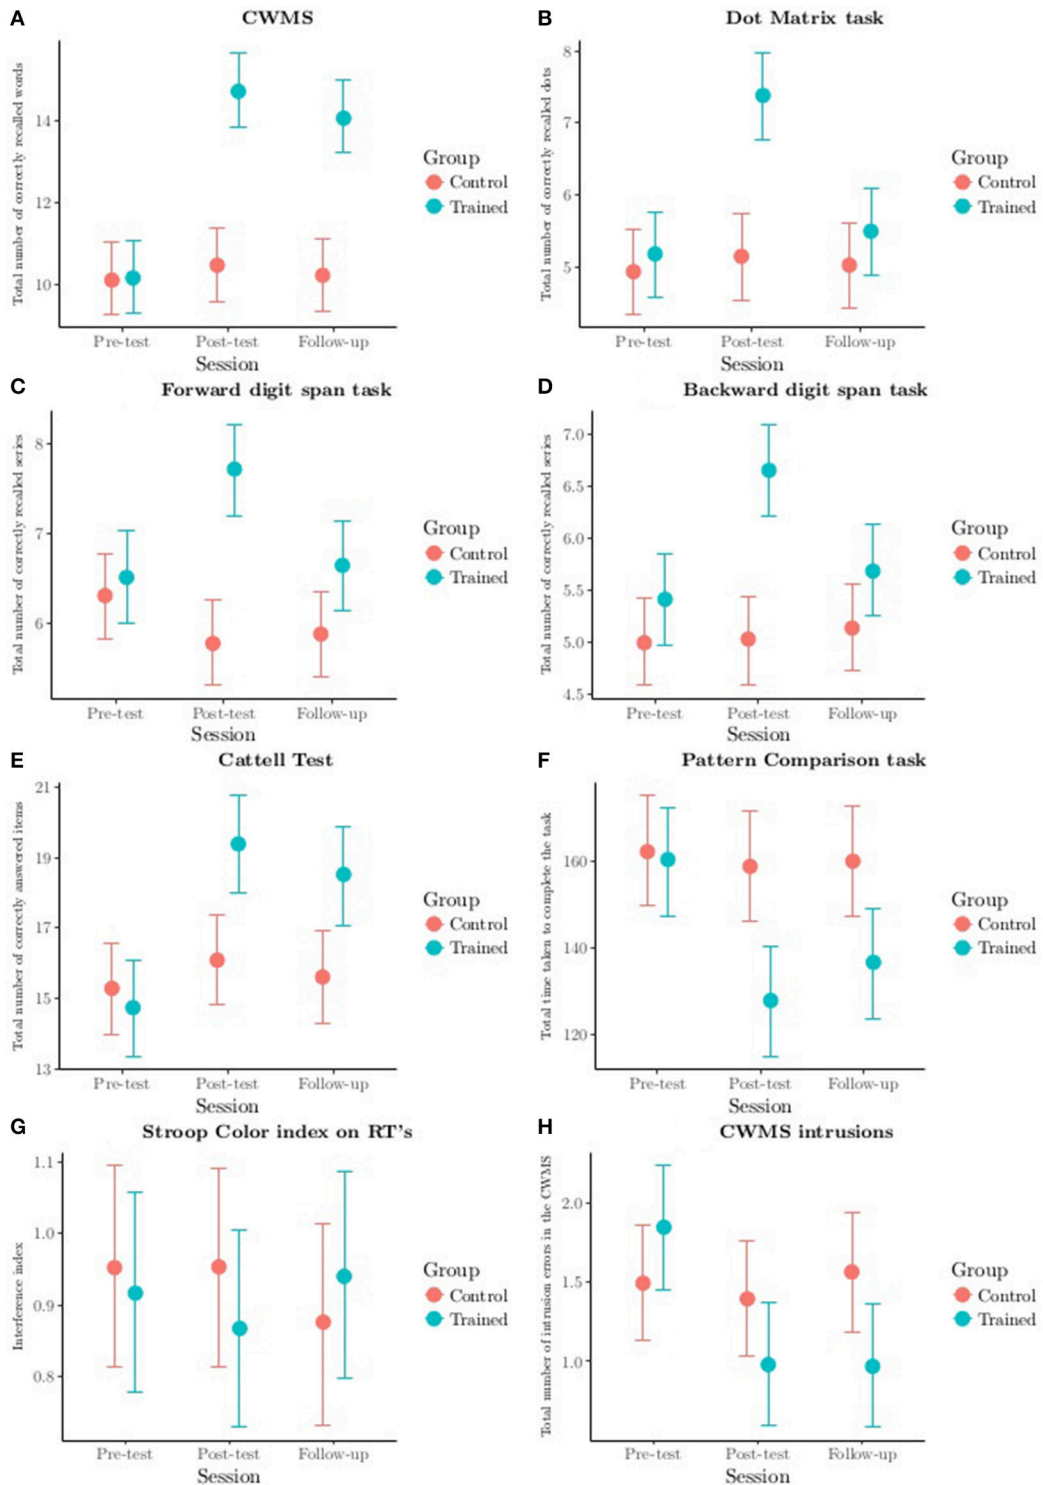 A
CWMS
Total number of correctly recalled words
14
12
10
Pre-test
Post-test
Follow-up
Session
Group
Control
Trained
B
Dot Matrix task
Total number of correctly recalled dots
8
7
6
5
Pre-test
Post-test
Follow-up
Session
Group
Control
Trained
C
Forward digit span task
Total number of correctly recalled series
8
7
6
Pre-test
Post-test
Follow-up
Session
Group
Control
Trained
D
Backward digit span task
Total number of correctly recalled series
7.0
6.5
6.0
5.5
5.0
4.5
Pre-test
Post-test
Follow-up
Session
Group
Control
Trained
E
Cattell Test
Total number of correctly answered items
21
19
17
15
13
Pre-test
Post-test
Follow-up
Session
Group
Control
Trained
F
Pattern Comparison task
Total time taken to complete the task
160
140
120
Pre-test
Post-test
Follow-up
Session
Group
Control
Trained
G
Stroop Color index on RT's
Interference index
1.1
1.0
0.9
0.8
Pre-test
Post-test
Follow-up
Session
Group
Control
Trained
H
CWMS intrusions
Total number of intrusion errors in the CWMS
2.0
1.5
1.0
Pre-test
Post-test
Follow-up
Session
Group
Control
Trained